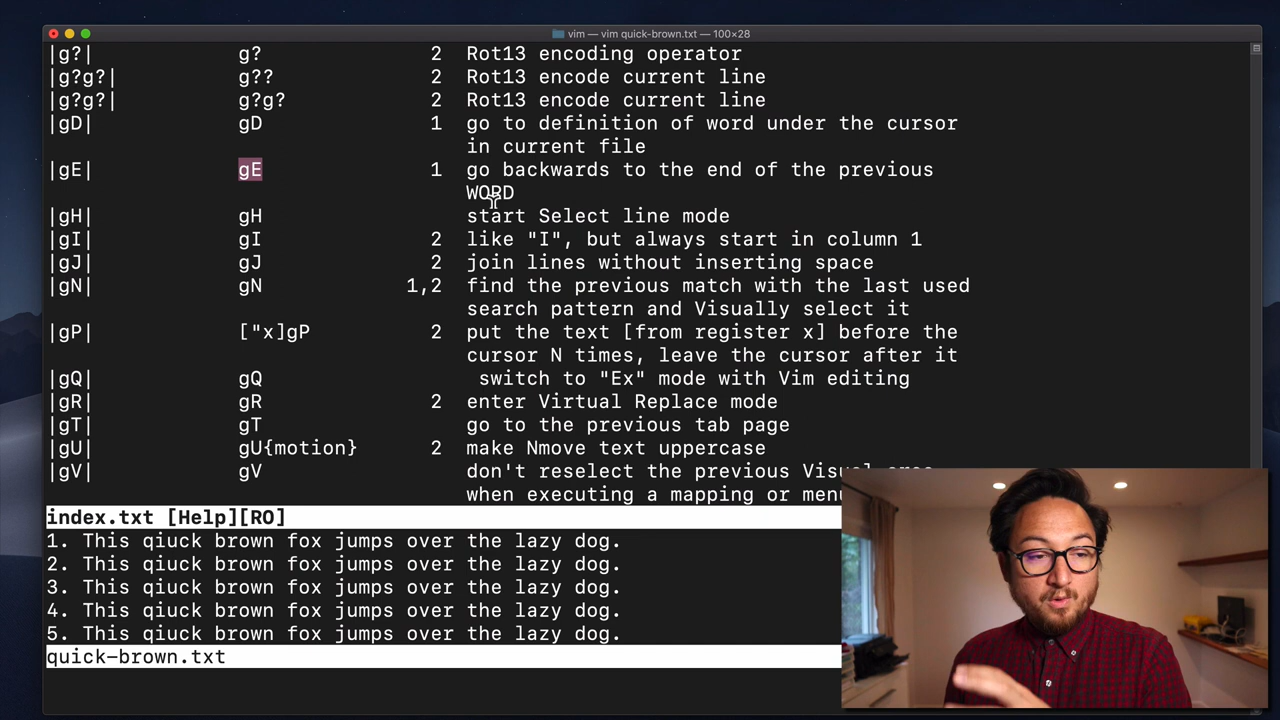 vim — vim quick-brown.txt — 100×28
|g?| g? 2 Rot13 encoding operator
|g?g?| g?? 2 Rot13 encode current line
|g?g?| g?g? 2 Rot13 encode current line
|gD| gD 1 go to definition of word under the cursor
in current file
|gE| gE 1 go backwards to the end of the previous
WORD
|gH| gH start Select line mode
|gI| gI 2 like "I", but always start in column 1
|gJ| gJ 2 join lines without inserting space
|gN| gN 1,2 find the previous match with the last used
search pattern and Visually select it
|gP| ["x]gP 2 put the text [from register x] before the
cursor N times, leave the cursor after it
|gQ| gQ switch to "Ex" mode with Vim editing
|gR| gR 2 enter Virtual Replace mode
|gT| gT go to the previous tab page
|gU| gU{motion} 2 make Nmove text uppercase
|gV| gV don't reselect the previous Visual area
when executing a mapping or menu
index.txt [Help][RO]
1. This qiuck brown fox jumps over the lazy dog.
2. This qiuck brown fox jumps over the lazy dog.
3. This qiuck brown fox jumps over the lazy dog.
4. This qiuck brown fox jumps over the lazy dog.
5. This qiuck brown fox jumps over the lazy dog.
quick-brown.txt